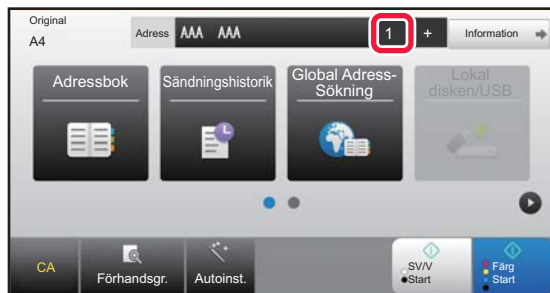 Original
A4
Adress AAA AAA 1 + Information
Adressbok
Sändningshistorik
Global Adress-
Sökning
Lokal
disken/USB
CA
Förhandsgr.
Autoinst.
SV/V
Start
Färg
Start